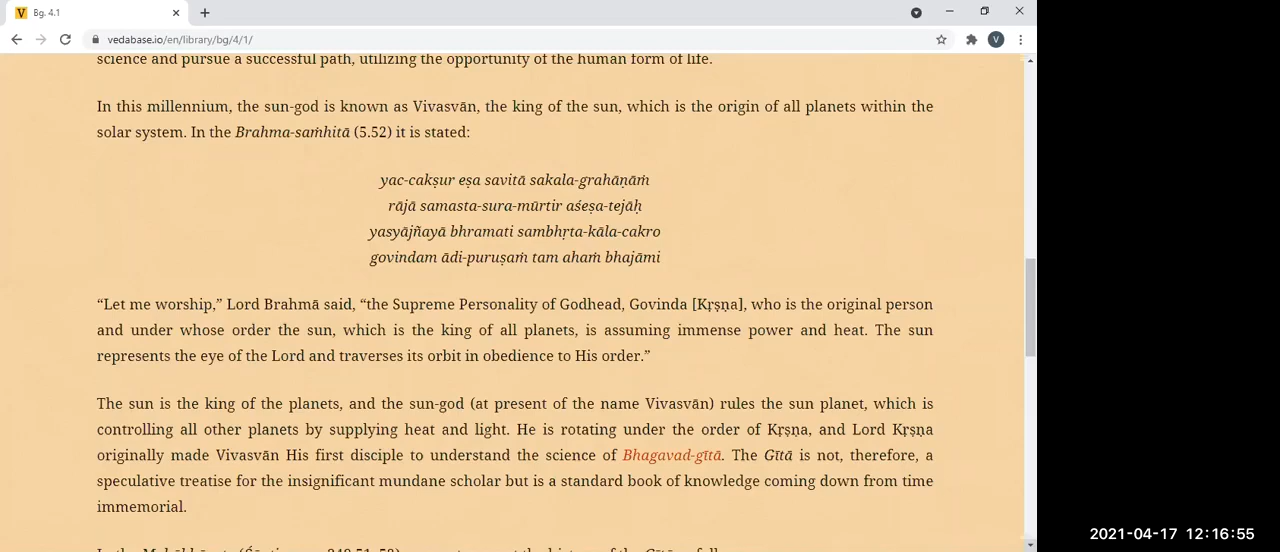 Bg. 4.1
vedabase.io/en/library/bg/4/1/
V
science and pursue a successful path, utilizing the opportunity of the human form of life.
In this millennium, the sun-god is known as Vivasvān, the king of the sun, which is the origin of all planets within the
solar system. In the Brahma-saṁhitā (5.52) it is stated:
yac-cakṣur eṣa savitā sakala-grahāṇāṁ
rājā samasta-sura-mūrtir aśeṣa-tejāḥ
yasyājñayā bhramati sambhṛta-kāla-cakro
govindam ādi-puruṣaṁ tam ahaṁ bhajāmi
“Let me worship,” Lord Brahmā said, “the Supreme Personality of Godhead, Govinda [Kṛṣṇa], who is the original person
and under whose order the sun, which is the king of all planets, is assuming immense power and heat. The sun
represents the eye of the Lord and traverses its orbit in obedience to His order.”
The sun is the king of the planets, and the sun-god (at present of the name Vivasvān) rules the sun planet, which is
controlling all other planets by supplying heat and light. He is rotating under the order of Kṛṣṇa, and Lord Kṛṣṇa
originally made Vivasvān His first disciple to understand the science of Bhagavad-gītā. The Gītā is not, therefore, a
speculative treatise for the insignificant mundane scholar but is a standard book of knowledge coming down from time
immemorial.
2021-04-17 12:16:55